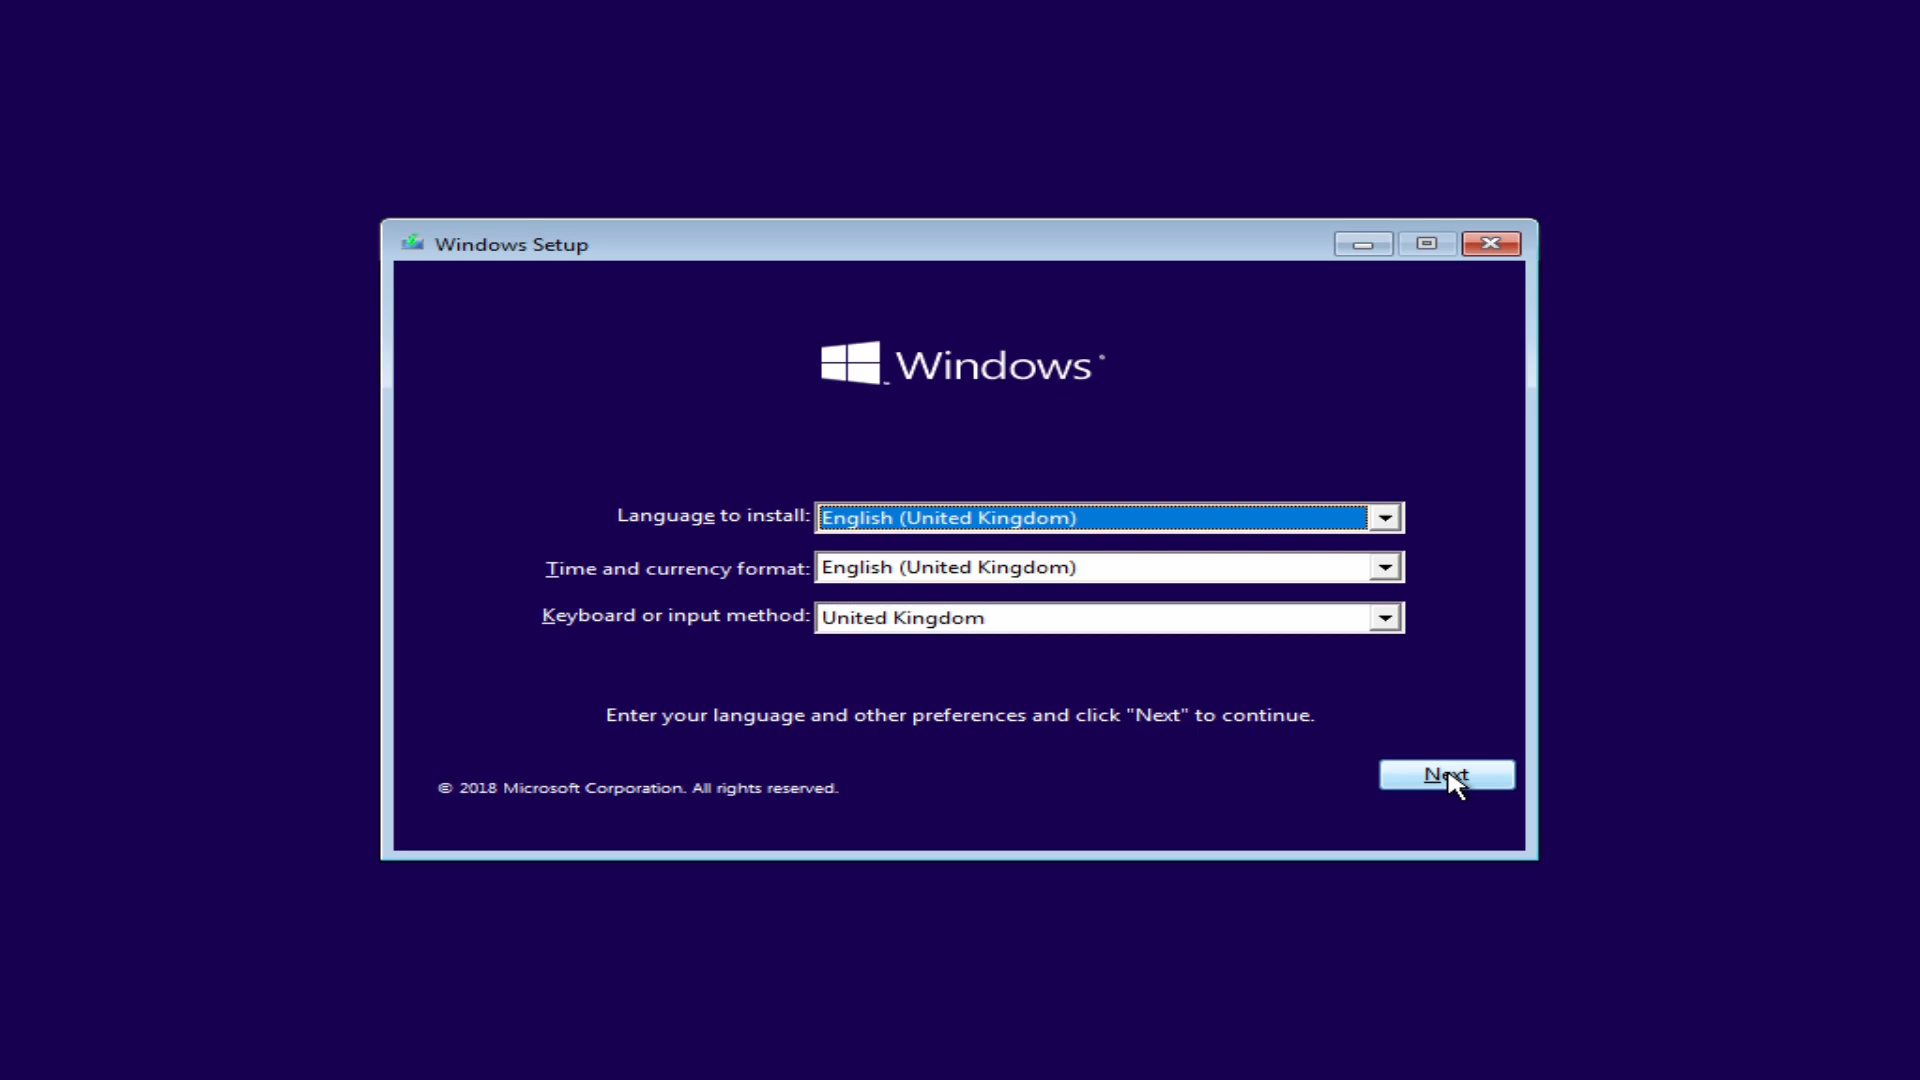 Windows Setup
Windows
Language to install: English (United Kingdom)
Time and currency format: English (United Kingdom)
Keyboard or input method: United Kingdom
Enter your language and other preferences and click "Next" to continue.
Next
© 2018 Microsoft Corporation. All rights reserved.